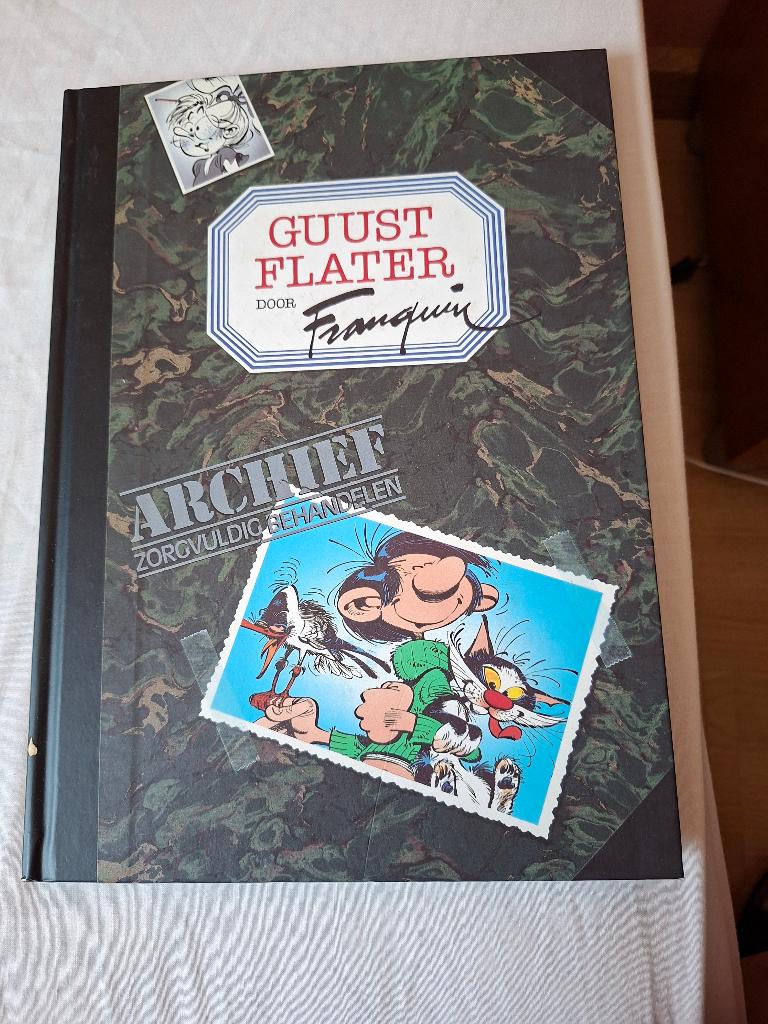 GUUST
FLATER
DOOR Franquin
ARCHIEF
ZORGVULDIG BEHANDELEN